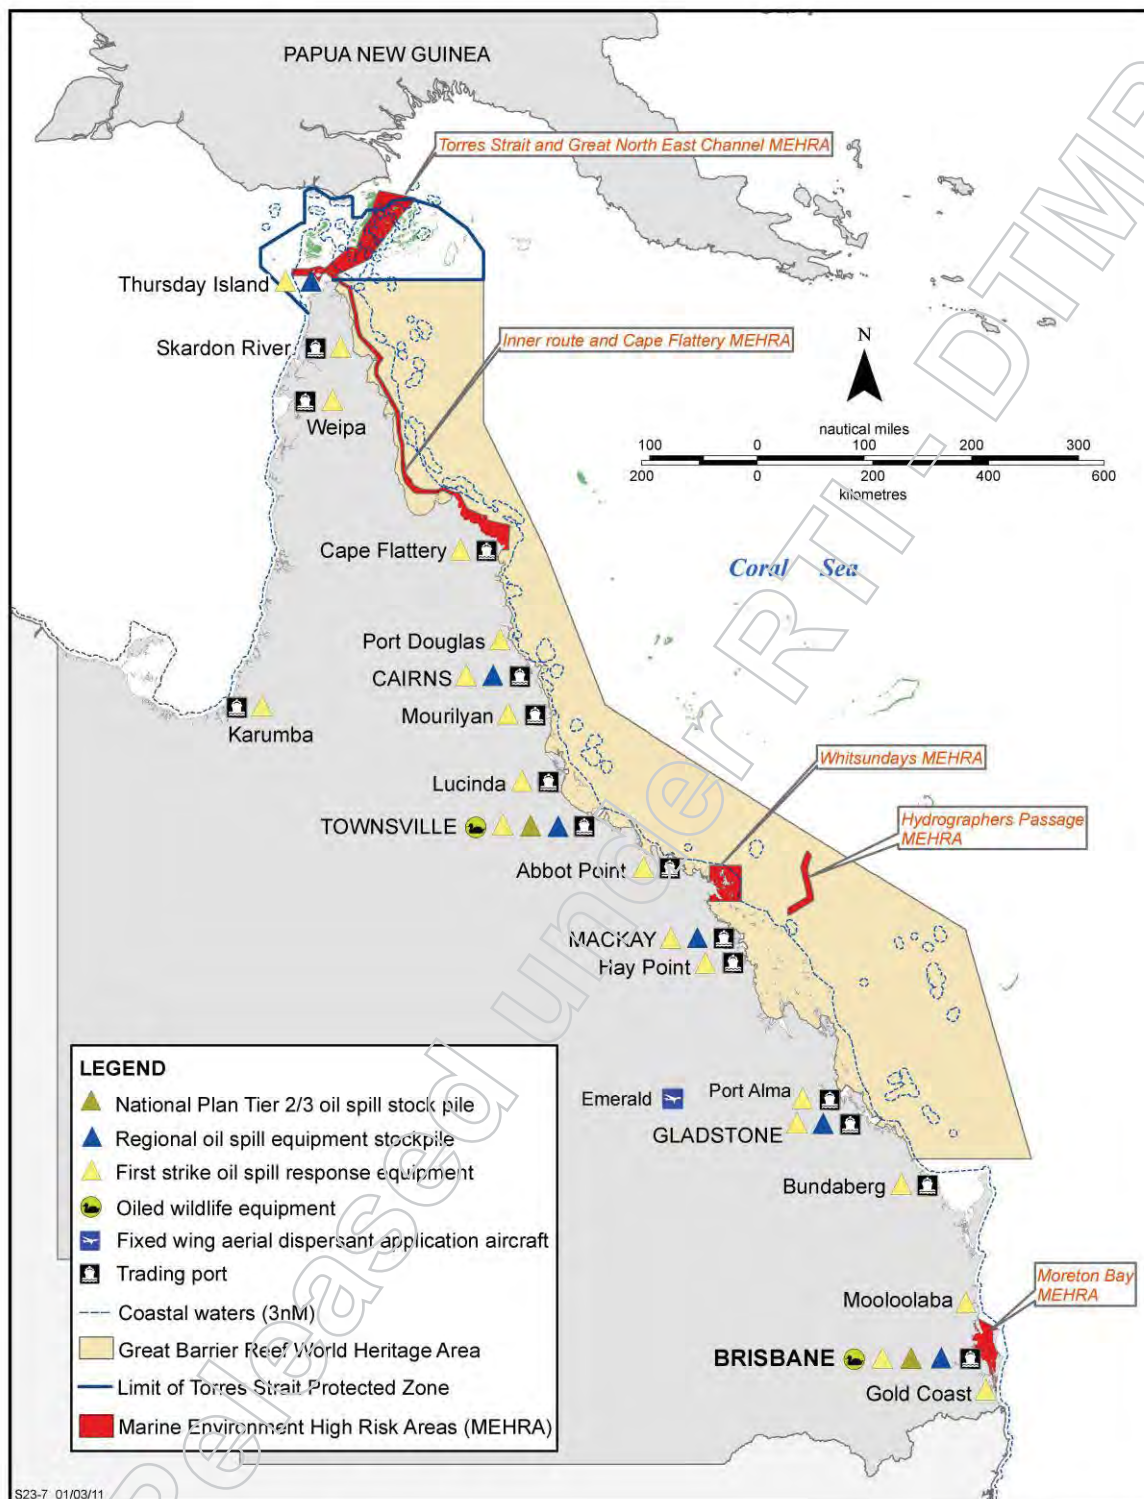 PAPUA NEW GUINEA
Torres Strait and Great North East Channel MEHRA
Thursday Island
Skardon River
Inner route and Cape Flattery MEHRA
N
nautical miles
100 0 100 200 300
200 0 200 400 600
kilometres
Weipa
Cape Flattery
Coral Sea
Port Douglas
CAIRNS
Mourilyan
Karumba
Whitsundays MEHRA
Lucinda
Hydrographers Passage
MEHRA
TOWNSVILLE
Abbot Point
MACKAY
Hay Point
LEGEND
National Plan Tier 2/3 oil spill stock pile
Regional oil spill equipment stockpile
First strike oil spill response equipment
Oiled wildlife equipment
Fixed wing aerial dispersant application aircraft
Trading port
Coastal waters (3nM)
Great Barrier Reef World Heritage Area
Limit of Torres Strait Protected Zone
Marine Environment High Risk Areas (MEHRA)
Emerald
Port Alma
GLADSTONE
Bundaberg
Moreton Bay
MEHRA
Mooloolaba
BRISBANE
Gold Coast
S23-7 01/03/11
Released under RTI - DTMR